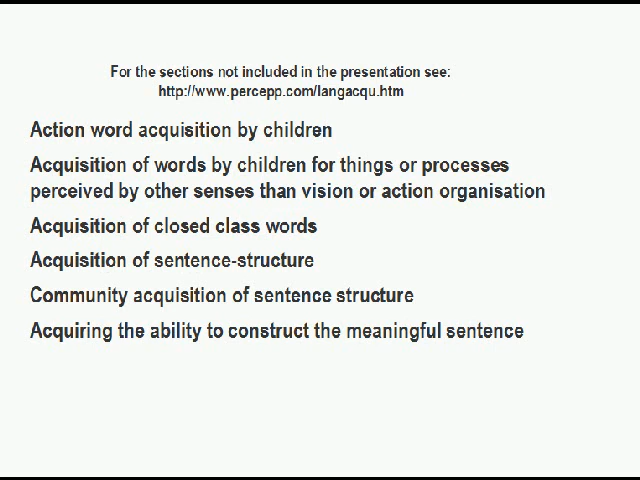 For the sections not included in the presentation see:
http://www.percepp.com/langacqu.htm
Action word acquisition by children
Acquisition of words by children for things or processes
perceived by other senses than vision or action organisation
Acquisition of closed class words
Acquisition of sentence-structure
Community acquisition of sentence structure
Acquiring the ability to construct the meaningful sentence